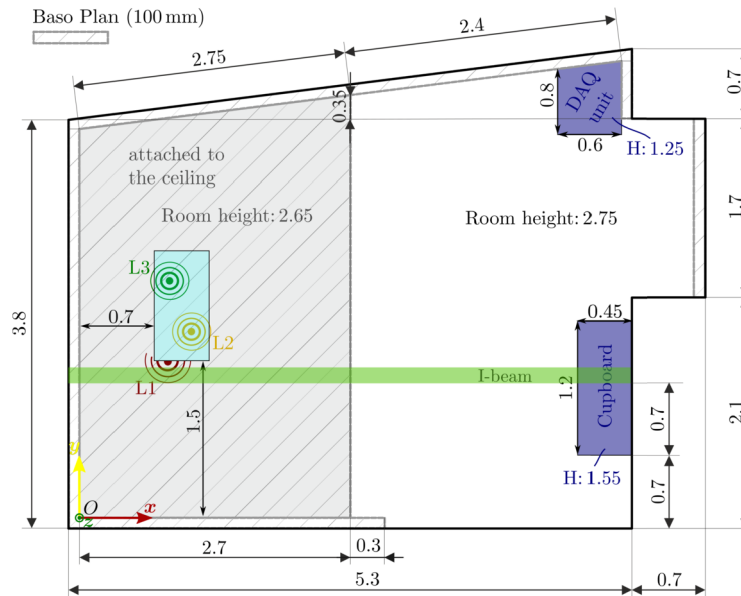 Baso Plan (100 mm)
2.75
2.4
0.7
0.35
0.8
DAQ
unit
0.6
H: 1.25
attached to
the ceiling
Room height: 2.65
Room height: 2.75
1.7
L3
0.7
L2
L1
3.8
0.45
I-beam
1.2
Cupboard
0.7
2.1
1.5
H: 1.55
0.7
y
O
x
z
2.7
0.3
5.3
0.7